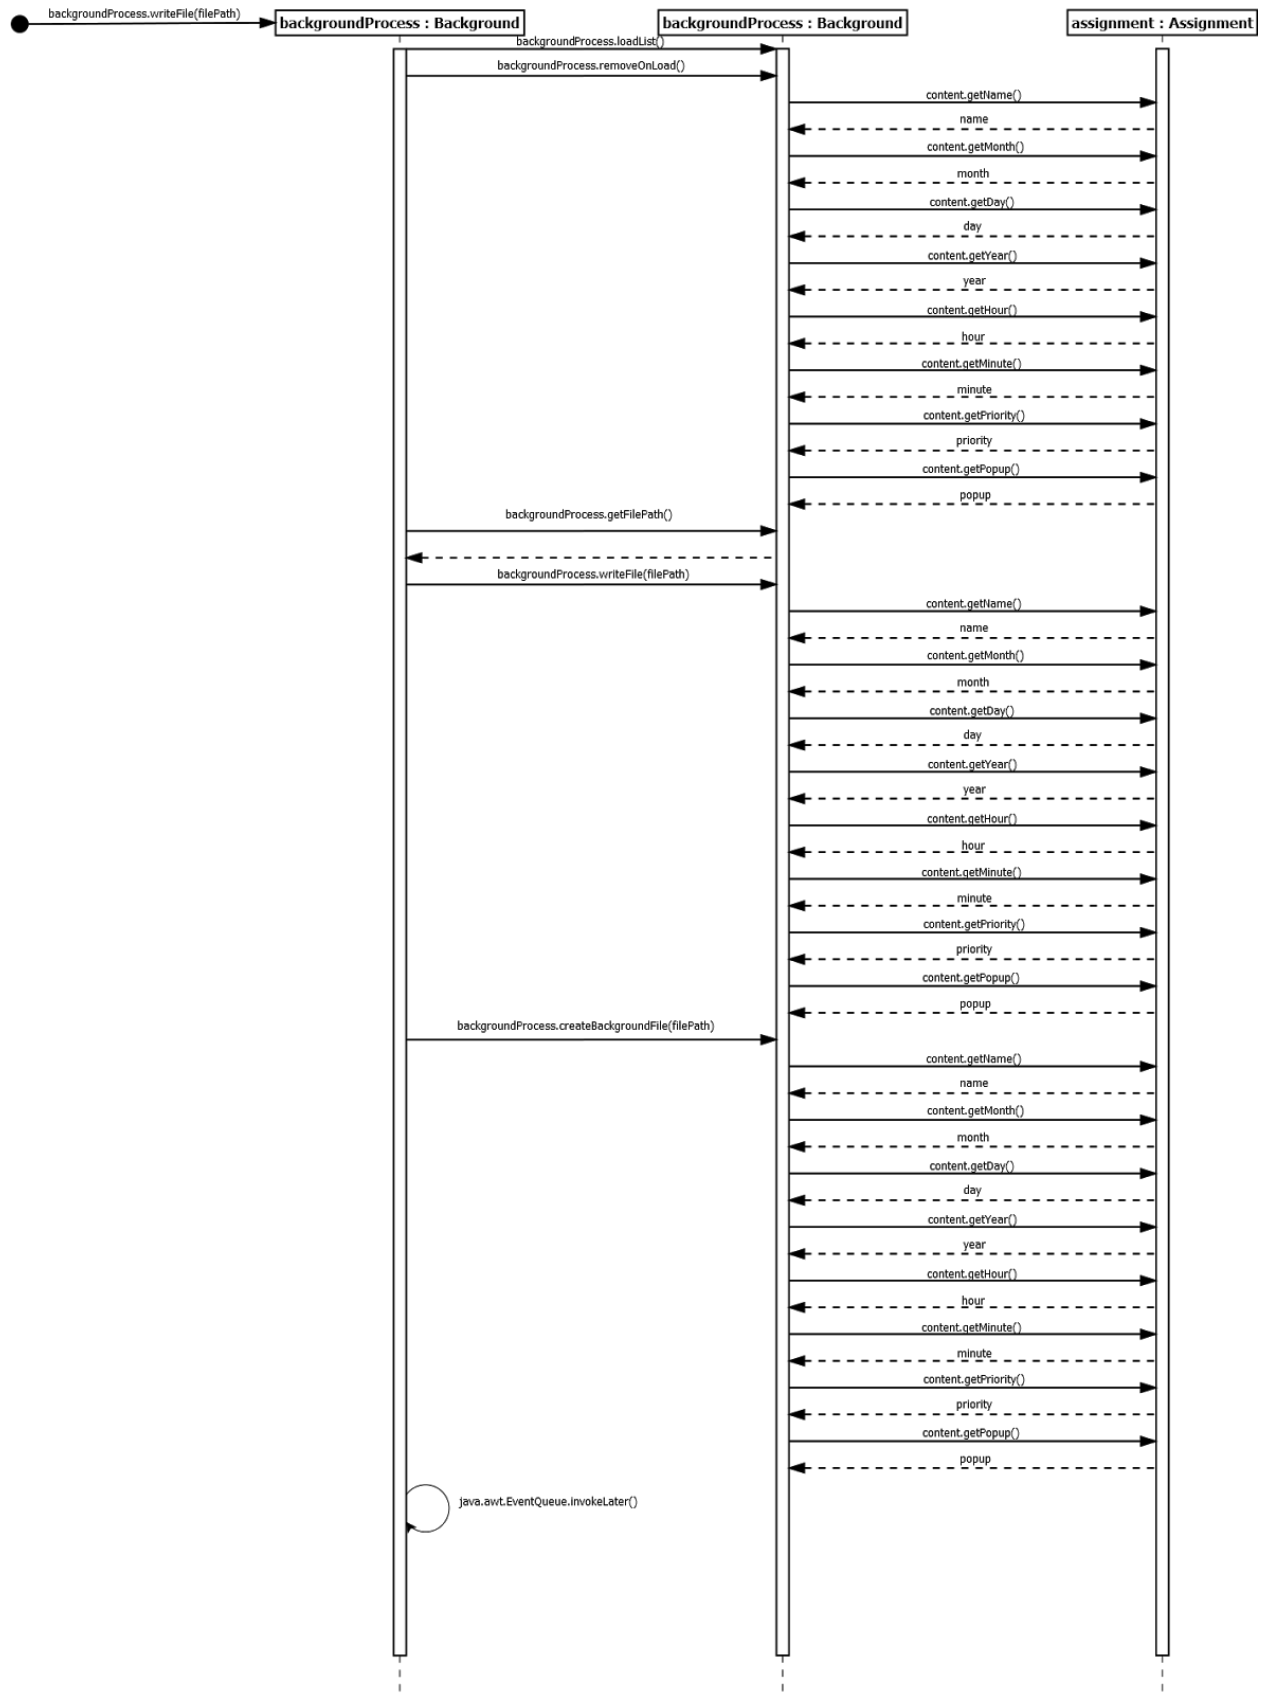 backgroundProcess.writeFile(filePath)
backgroundProcess : Background
backgroundProcess : Background
assignment : Assignment
backgroundProcess.loadList()
backgroundProcess.removeOnLoad()
content.getName()
name
content.getMonth()
month
content.getDay()
day
content.getYear()
year
content.getHour()
hour
content.getMinute()
minute
content.getPriority()
priority
content.getPopup()
popup
backgroundProcess.getFilePath()
backgroundProcess.writeFile(filePath)
content.getName()
name
content.getMonth()
month
content.getDay()
day
content.getYear()
year
content.getHour()
hour
content.getMinute()
minute
content.getPriority()
priority
content.getPopup()
popup
backgroundProcess.createBackgroundFile(filePath)
content.getName()
name
content.getMonth()
month
content.getDay()
day
content.getYear()
year
content.getHour()
hour
content.getMinute()
minute
content.getPriority()
priority
content.getPopup()
popup
java.awt.EventQueue.invokeLater()